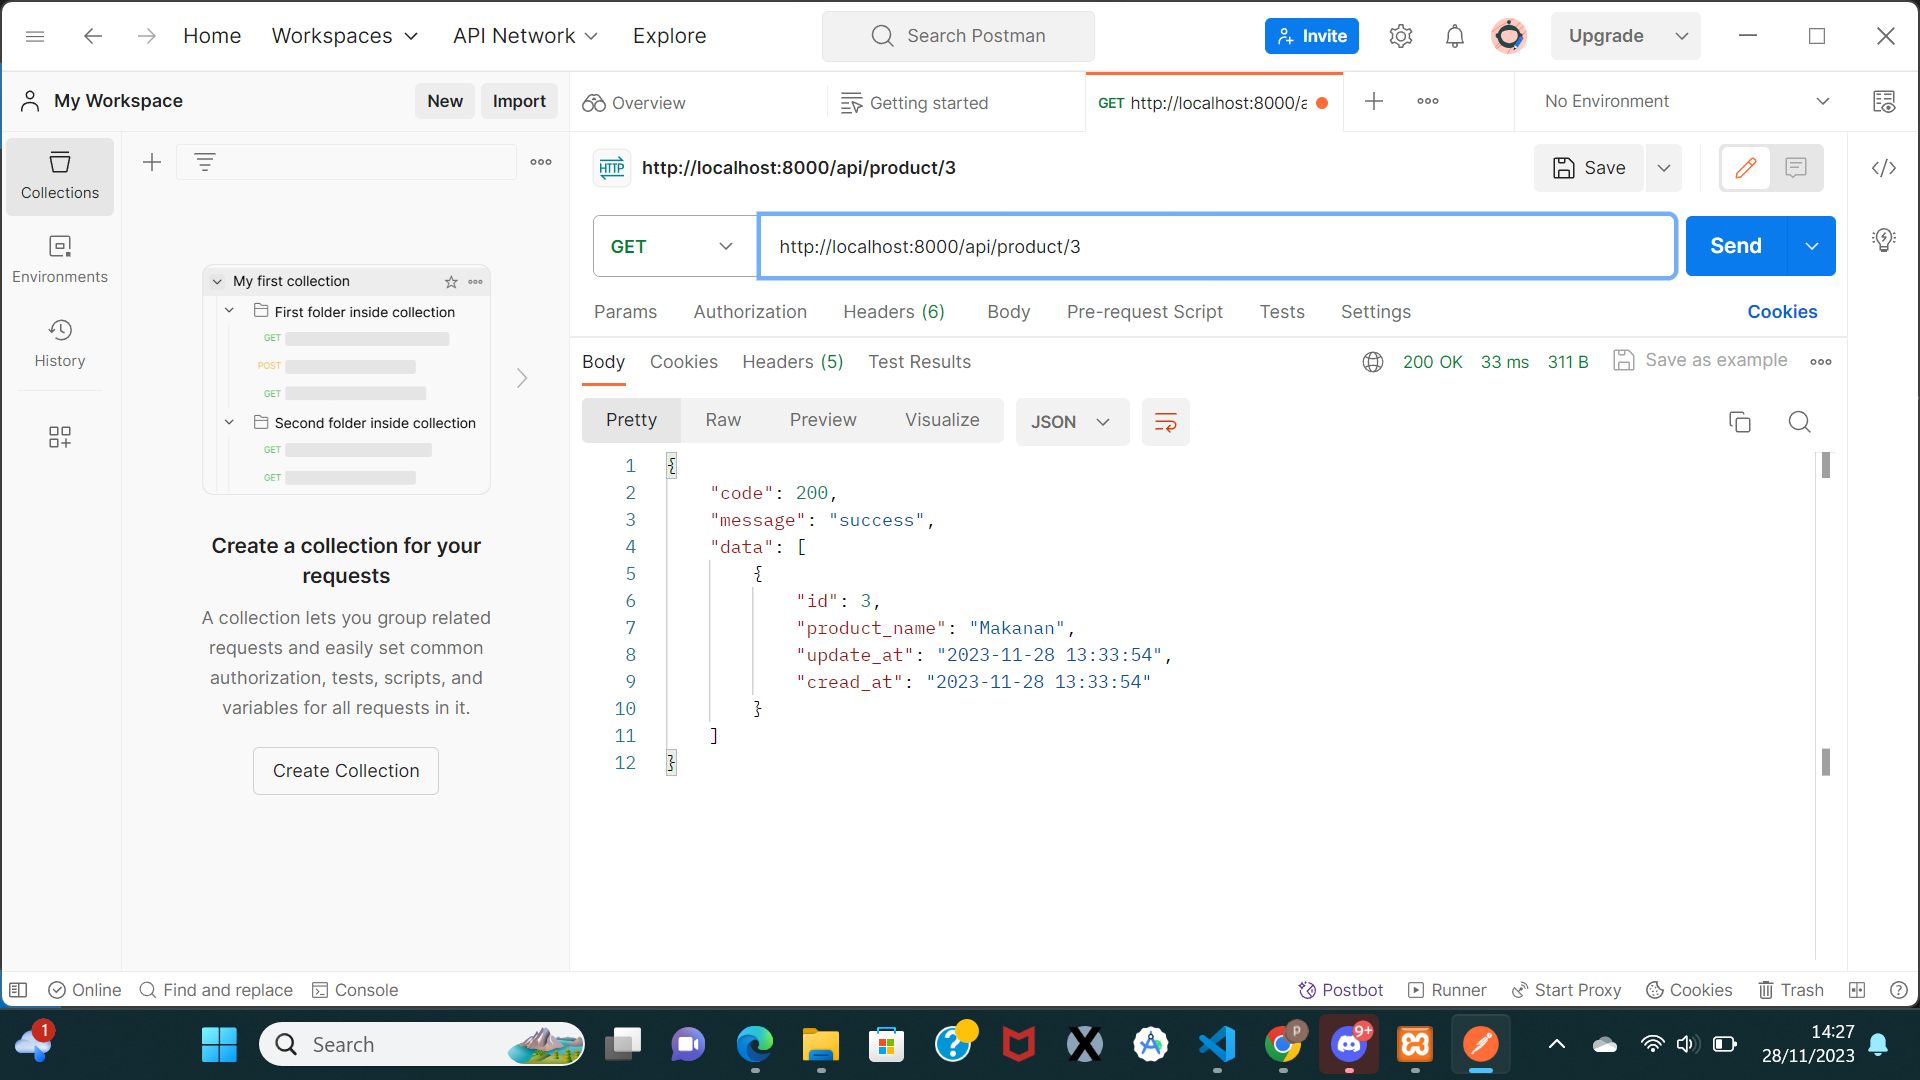 Home
Workspaces
API Network
Explore
Search Postman
Invite
Upgrade
My Workspace
New
Import
Overview
Getting started
GET http://localhost:8000/a
No Environment
HTTP http://localhost:8000/api/product/3
Save
Collections
Environments
History
GET
http://localhost:8000/api/product/3
Send
Params
Authorization
Headers (6)
Body
Pre-request Script
Tests
Settings
Cookies
My first collection
First folder inside collection
GET
POST
GET
Second folder inside collection
GET
GET
Create a collection for your
requests
A collection lets you group related
requests and easily set common
authorization, tests, scripts, and
variables for all requests in it.
Create Collection
Body
Cookies
Headers (5)
Test Results
200 OK
33 ms
311 B
Save as example
Pretty
Raw
Preview
Visualize
JSON
1 {
2 "code": 200,
3 "message": "success",
4 "data": [
5 {
6 "id": 3,
7 "product_name": "Makanan",
8 "update_at": "2023-11-28 13:33:54",
9 "cread_at": "2023-11-28 13:33:54"
10 }
11 ]
12 }
Online
Find and replace
Console
Postbot
Runner
Start Proxy
Cookies
Trash
1
Search
P
9+
14:27
28/11/2023